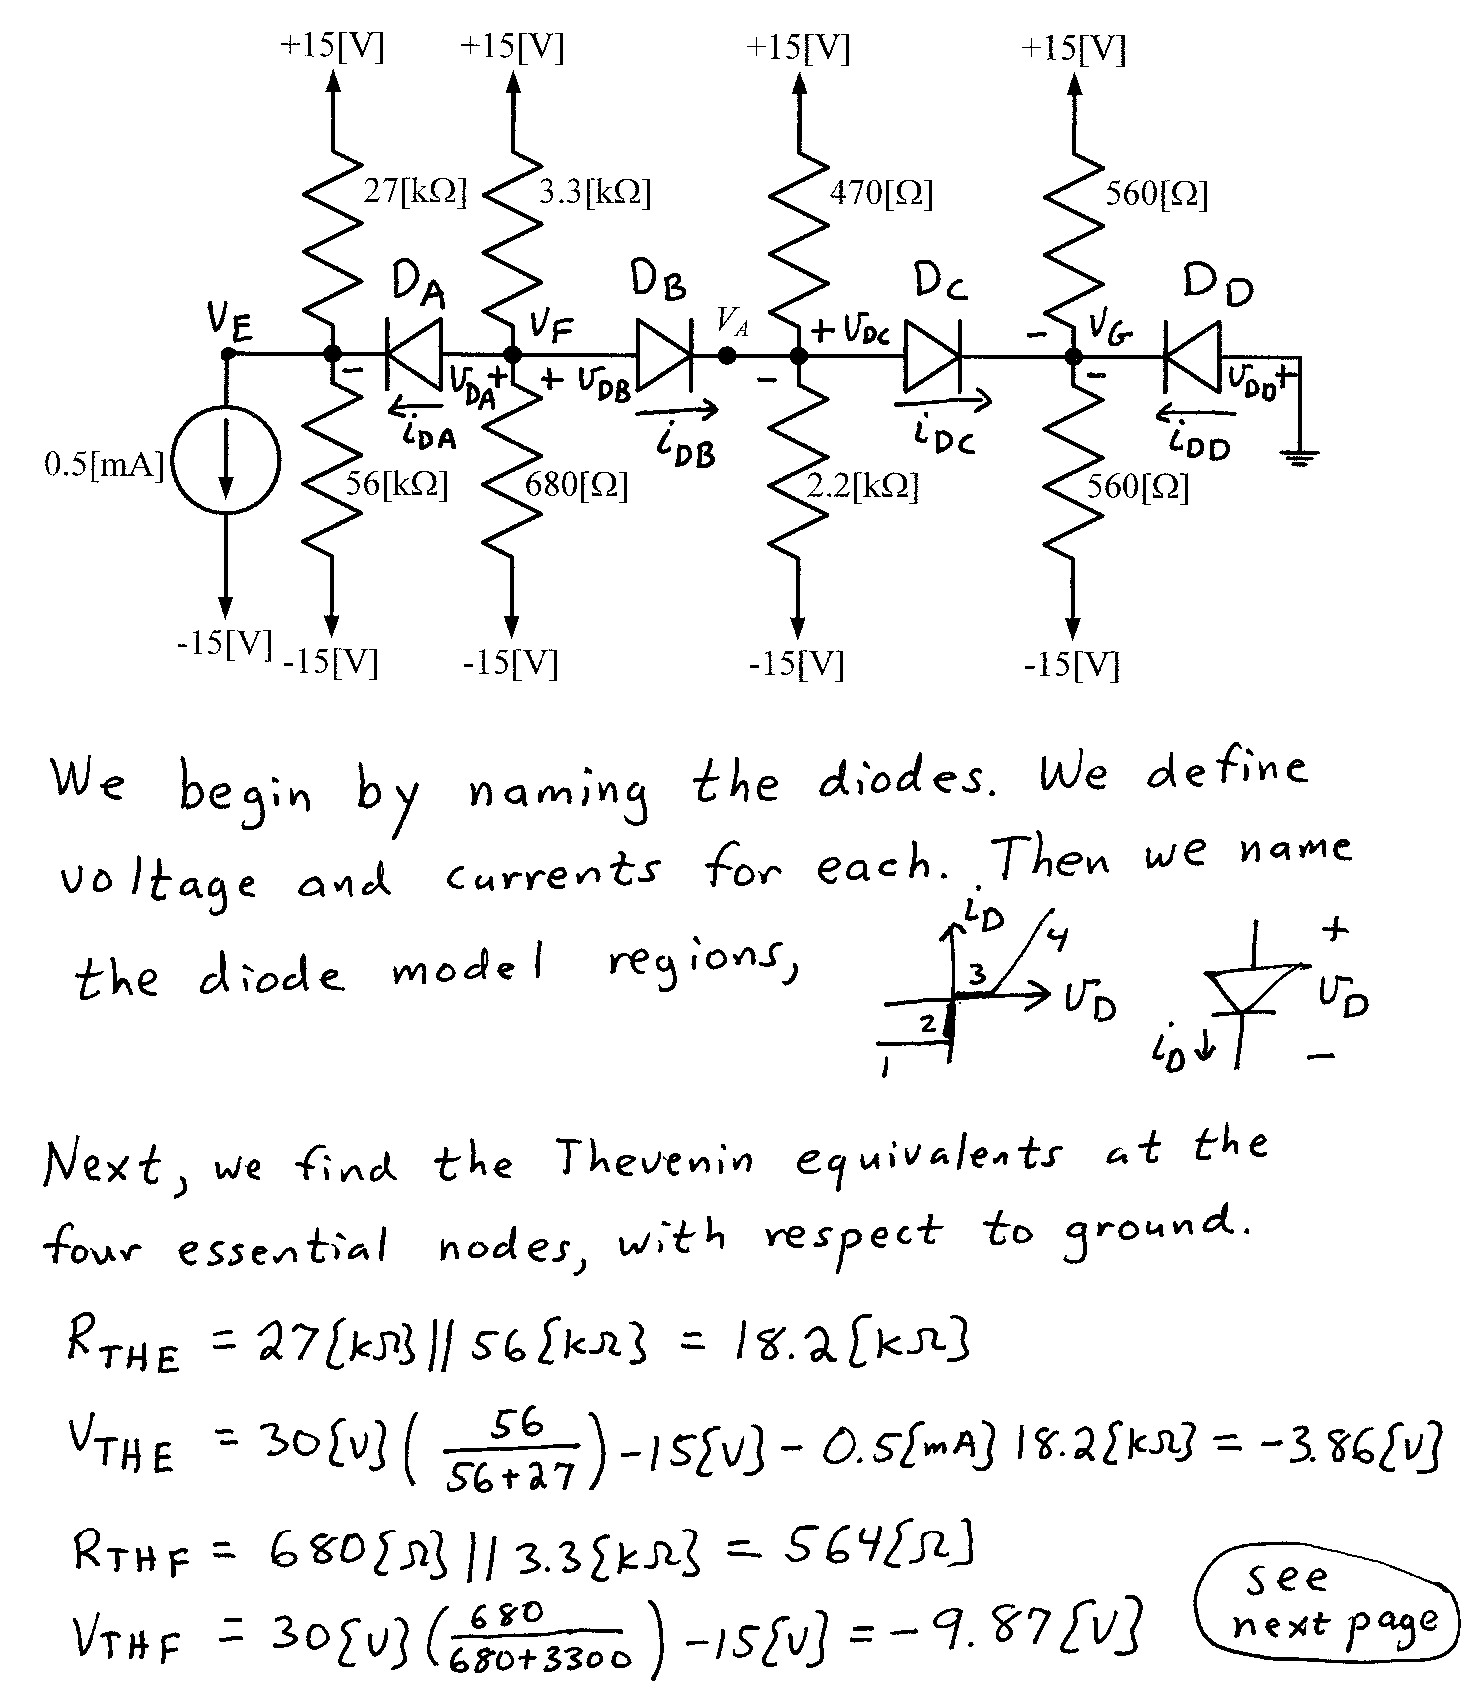 +15[V] +15[V] +15[V] +15[V]
27[kΩ] 3.3[kΩ] 470[Ω] 560[Ω]
DA DB DC DD
VE VF VA + vDC - VG
- vDA + + vDB - - vDD +
iDA iDB iDC iDD
0.5[mA] 56[kΩ] 680[Ω] 2.2[kΩ] 560[Ω]
-15[V] -15[V] -15[V] -15[V] -15[V]
We begin by naming the diodes. We define
voltage and currents for each. Then we name
the diode model regions,
iD 4 3 vD 2 1
+ vD - iD
Next, we find the Thevenin equivalents at the
four essential nodes, with respect to ground.
RTHE = 27[kΩ] || 56[kΩ] = 18.2[kΩ]
VTHE = 30[V] (56/(56+27)) - 15[V] - 0.5[mA] 18.2[kΩ] = -3.86[V]
RTHF = 680[Ω] || 3.3[kΩ] = 564[Ω]
VTHF = 30[V] (680/(680+3300)) - 15[V] = -9.87[V]
see
next page